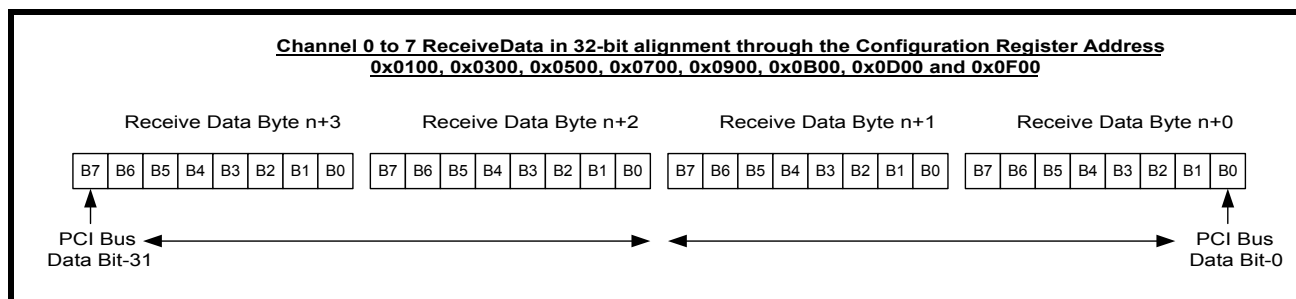 Channel 0 to 7 ReceiveData in 32-bit alignment through the Configuration Register Address
0x0100, 0x0300, 0x0500, 0x0700, 0x0900, 0x0B00, 0x0D00 and 0x0F00
Receive Data Byte n+3 Receive Data Byte n+2 Receive Data Byte n+1 Receive Data Byte n+0
B7 B6 B5 B4 B3 B2 B1 B0 B7 B6 B5 B4 B3 B2 B1 B0 B7 B6 B5 B4 B3 B2 B1 B0 B7 B6 B5 B4 B3 B2 B1 B0
PCI Bus PCI Bus
Data Bit-31 Data Bit-0